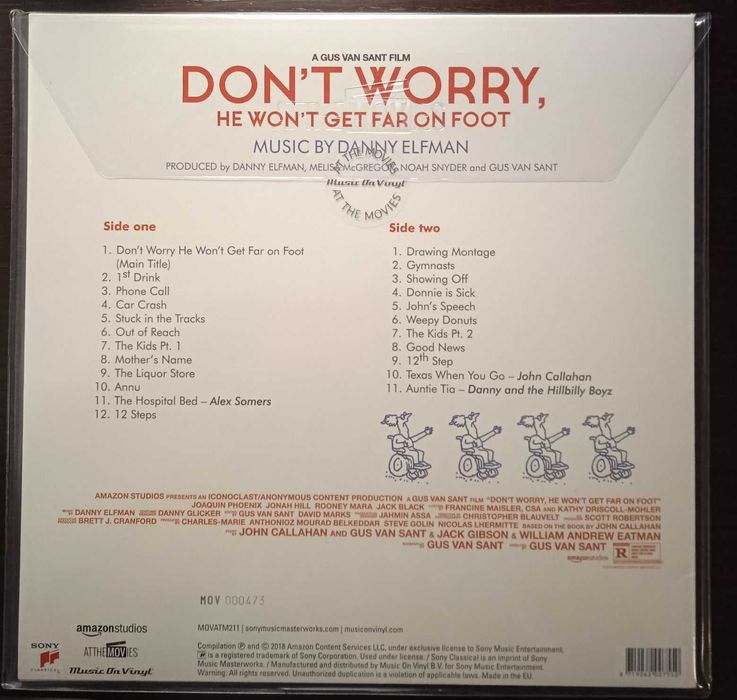 A GUS VAN SANT FILM
DON'T WORRY,
HE WON'T GET FAR ON FOOT
MUSIC BY DANNY ELFMAN
PRODUCED by DANNY ELFMAN, NOAH SNYDER and GUS VAN SANT
AT THE MOVIES
Music On Vinyl
AT THE MOVIES
Side one
1. Don't Worry He Won't Get Far on Foot
(Main Title)
2. 1st Drink
3. Phone Call
4. Car Crash
5. Stuck in the Tracks
6. Out of Reach
7. The Kids Pt. 1
8. Mother's Name
9. The Liquor Store
10. Annu
11. The Hospital Bed – Alex Somers
12. 12 Steps
Side two
1. Drawing Montage
2. Gymnasts
3. Showing Off
4. Donnie is Sick
5. John's Speech
6. Weepy Donuts
7. The Kids Pt. 2
8. Good News
9. 12th Step
10. Texas When You Go – John Callahan
11. Auntie Tia – Danny and the Hillbilly Boyz
AMAZON STUDIOS PRESENTS AN ICONOCLAST/ANONYMOUS CONTENT PRODUCTION A GUS VAN SANT FILM "DON'T WORRY, HE WON'T GET FAR ON FOOT"
JOAQUIN PHOENIX JONAH HILL ROONEY MARA JACK BLACK FRANCINE MAISLER, CSA AND KATHY DRISCOLL-MOHLER
DANNY ELFMAN DANNY GLICKER GUS VAN SANT DAVID MARKS JAHMIN ASSA CHRISTOPHER BLAUVELT SCOTT ROBERTSON
BRETT J. CRANFORD CHARLES-MARIE ANTHONIOZ MOURAD BELKEDDAR STEVE GOLIN NICOLAS LHERMITTE BASED ON THE BOOK BY JOHN CALLAHAN
JOHN CALLAHAN AND GUS VAN SANT & JACK GIBSON & WILLIAM ANDREW EATMAN
GUS VAN SANT GUS VAN SANT
R
amazonstudios
MOV 000473
amazonstudios
MOVATM211 | sonymusicmasterworks.com | musiconvinyl.com
SONY
CLASSICAL
AT THE MOVIES
Music On Vinyl
Compilation Ⓟ and © 2018 Amazon Content Services LLC, under exclusive license to Sony Music Entertainment.
is a registered trademark of Sony Corporation. Used under license. / Sony Classical is an imprint of Sony
Music Masterworks. / Manufactured and distributed by Music On Vinyl B.V. for Sony Music Entertainment.
Warning: All rights reserved. Unauthorized duplication is a violation of applicable laws. Made in the EU.